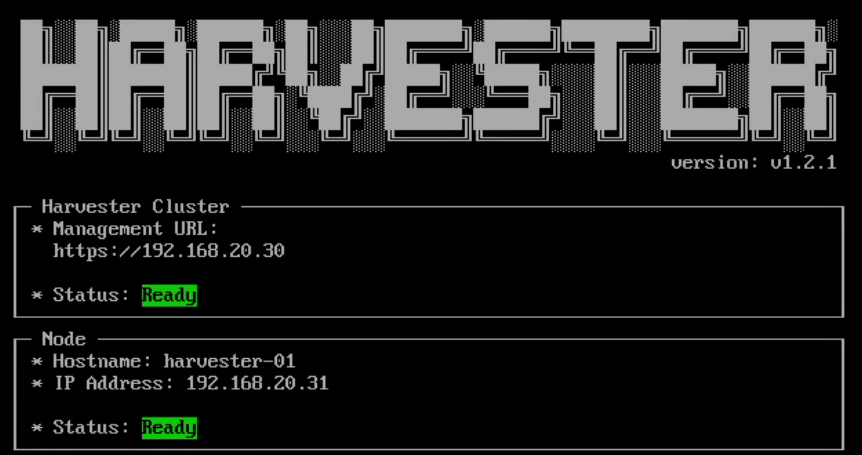 HARVESTER
version: v1.2.1
Harvester Cluster
* Management URL:
https://192.168.20.30
* Status: Ready
Node
* Hostname: harvester-01
* IP Address: 192.168.20.31
* Status: Ready